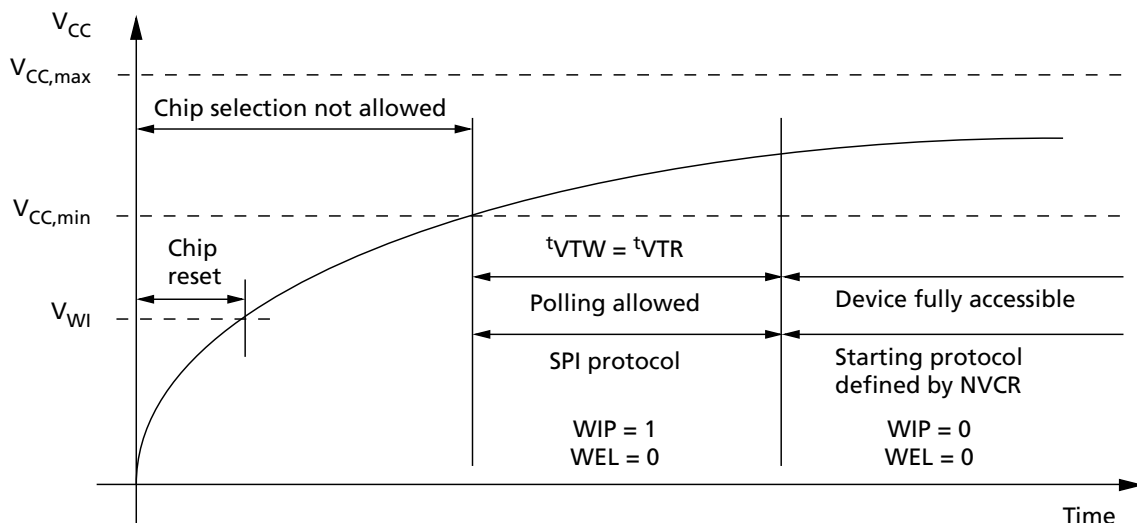 VCC
VCC,max
Chip selection not allowed
VCC,min
Chip
reset
tVTW = tVTR
Polling allowed
Device fully accessible
VWI
SPI protocol
Starting protocol
defined by NVCR
WIP = 1
WEL = 0
WIP = 0
WEL = 0
Time